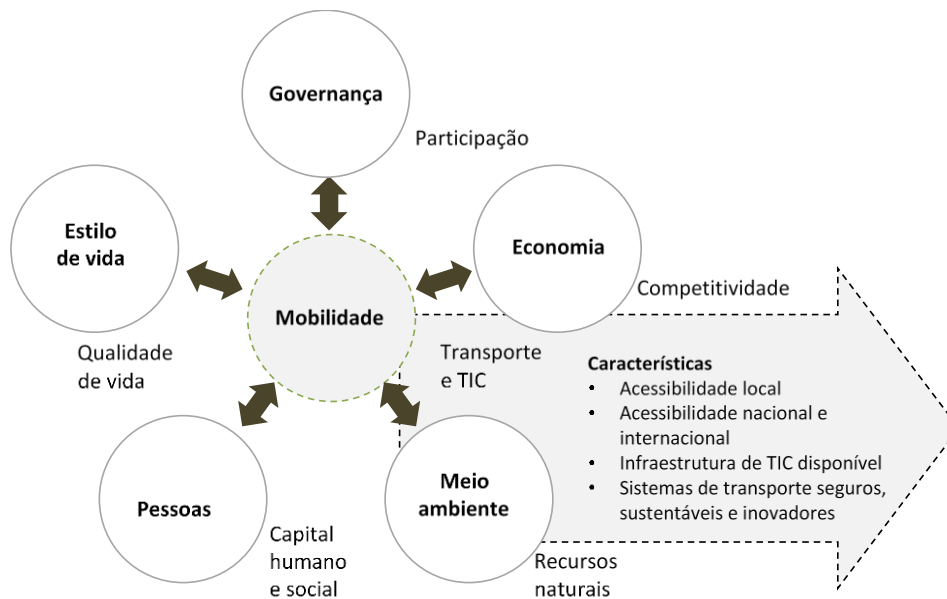 Governança
Participação
Estilo
de vida
Qualidade
de vida
Economia
Competitividade
Mobilidade
Transporte
e TIC
Características
• Acessibilidade local
• Acessibilidade nacional e
internacional
• Infraestrutura de TIC disponível
• Sistemas de transporte seguros,
sustentáveis e inovadores
Pessoas
Capital
humano
e social
Meio
ambiente
Recursos
naturais